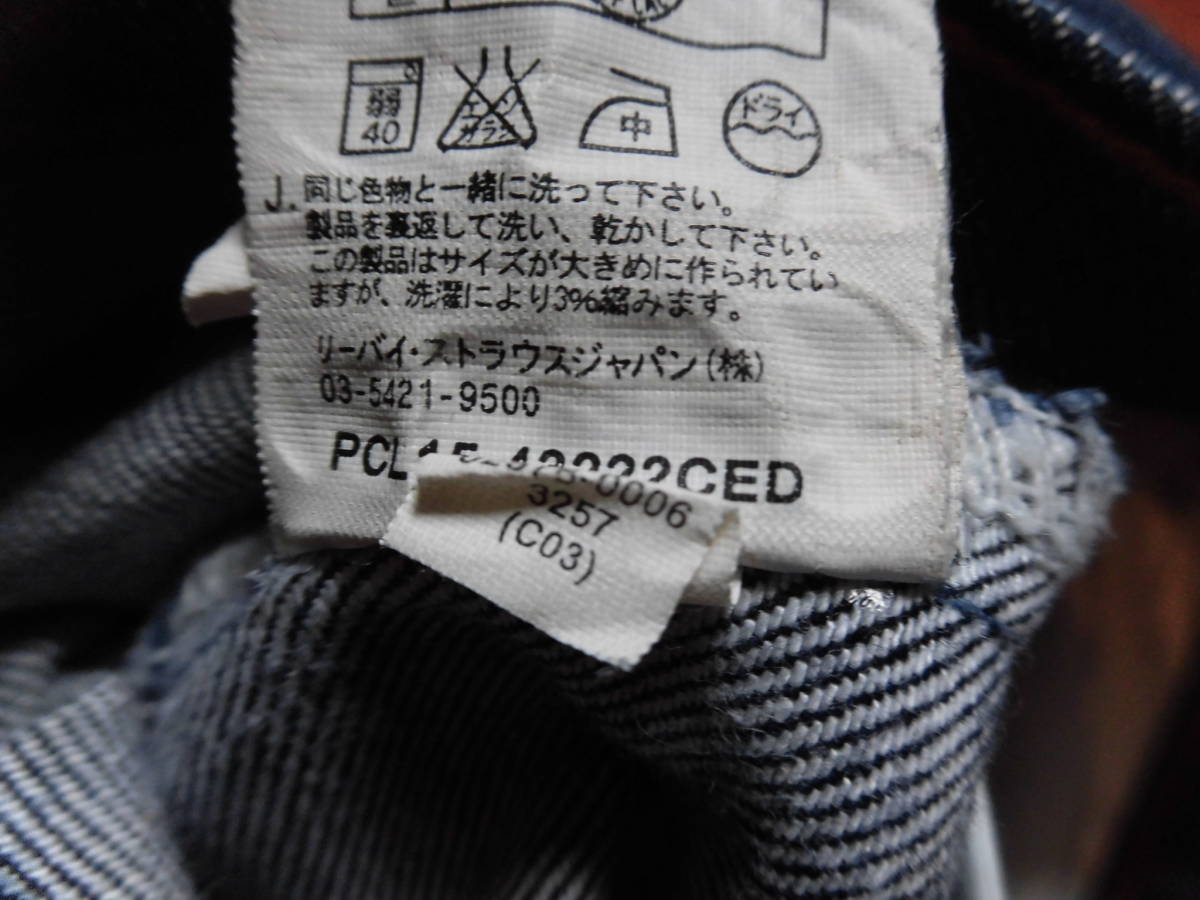 弱
40
エンソ
サラシ
中
ドライ
J. 同じ色物と一緒に洗って下さい。
製品を裏返して洗い、乾かして下さい。
この製品はサイズが大きめに作られてい
ますが、洗濯により3%縮みます。
リーバイ・ストラウスジャパン(株)
03-5421-9500
CED
0006
3257
(C03)